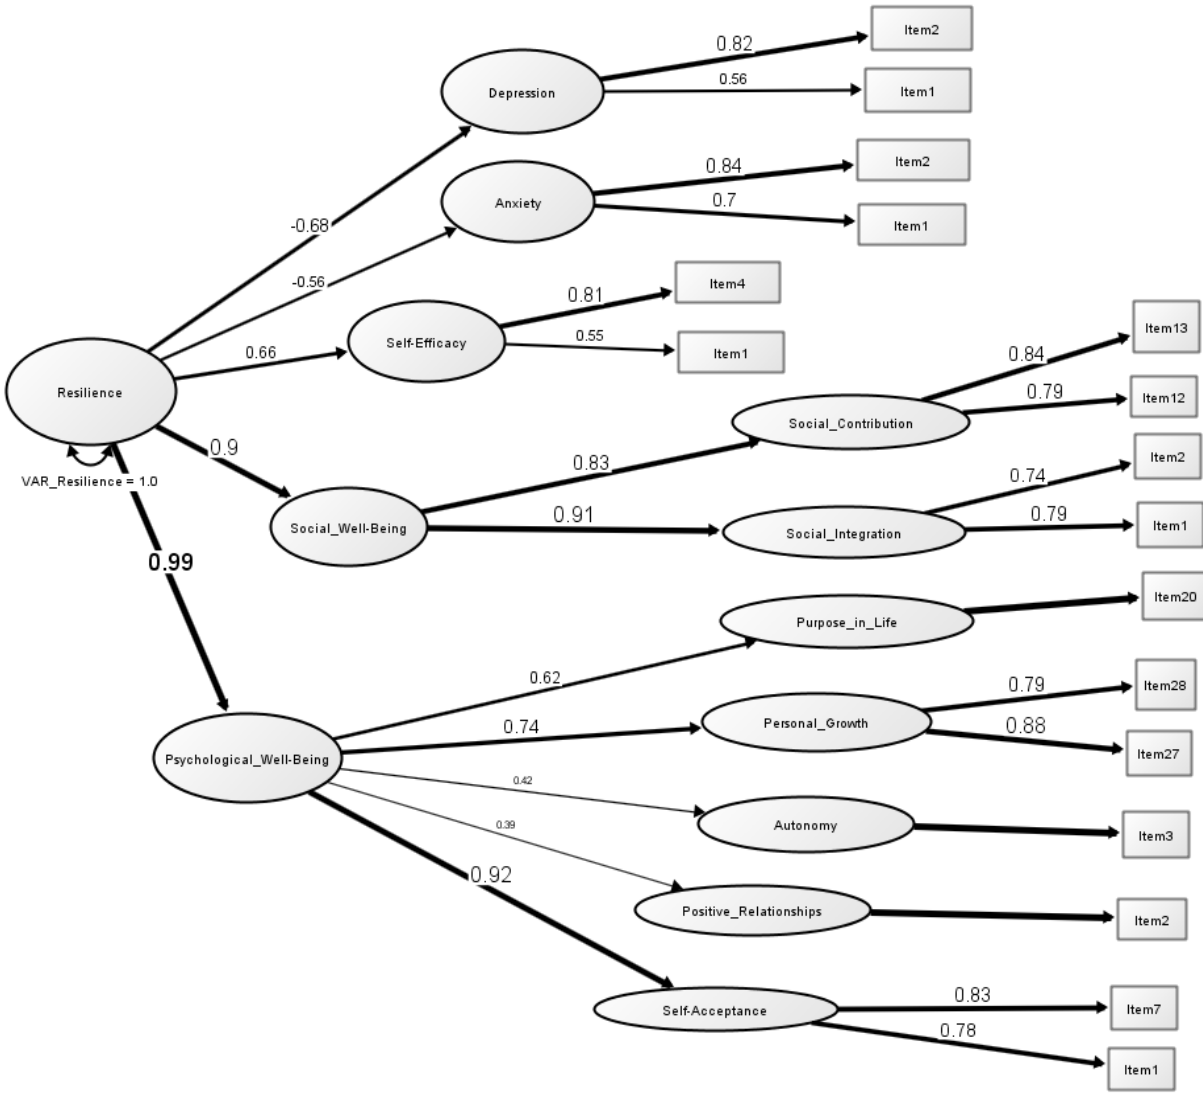 Item2
0.82
Depression
0.56
Item1
Item2
0.84
Anxiety
0.7
Item1
-0.68
-0.56
Item4
0.81
Self-Efficacy
0.55
Item1
0.66
Item13
0.84
Resilience
0.79
Item12
Social_Contribution
0.9
0.83
Item2
0.74
VAR_Resilience = 1.0
0.91
0.79
Item1
Social_Well-Being
Social_Integration
0.99
Item20
Purpose_in_Life
0.62
0.79
Item28
0.74
Personal_Growth
0.88
Item27
Psychological_Well-Being
0.42
Autonomy
Item3
0.39
0.92
Positive_Relationships
Item2
0.83
Item7
Self-Acceptance
0.78
Item1